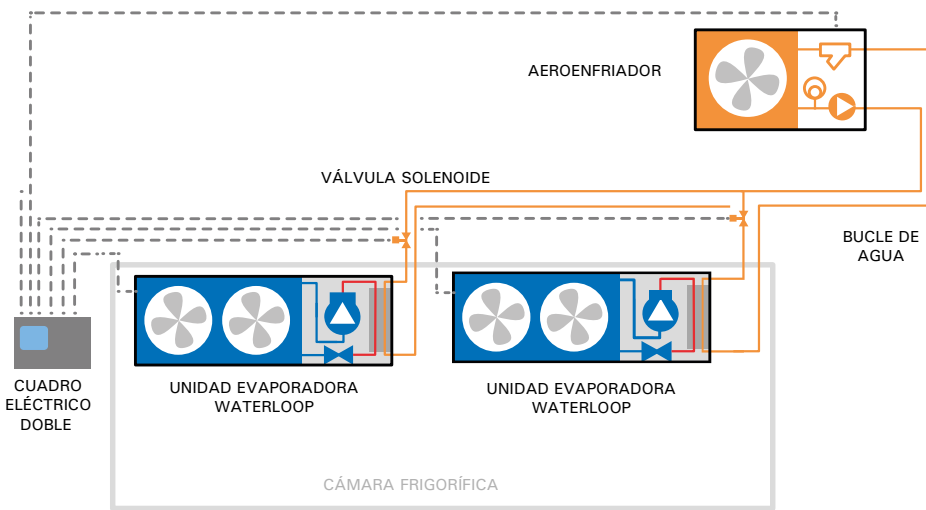 AEROENFRIADOR
VÁLVULA SOLENOIDE
BUCLE DE
AGUA
CUADRO
ELÉCTRICO
DOBLE
UNIDAD EVAPORADORA
WATERLOOP
UNIDAD EVAPORADORA
WATERLOOP
CÁMARA FRIGORÍFICA